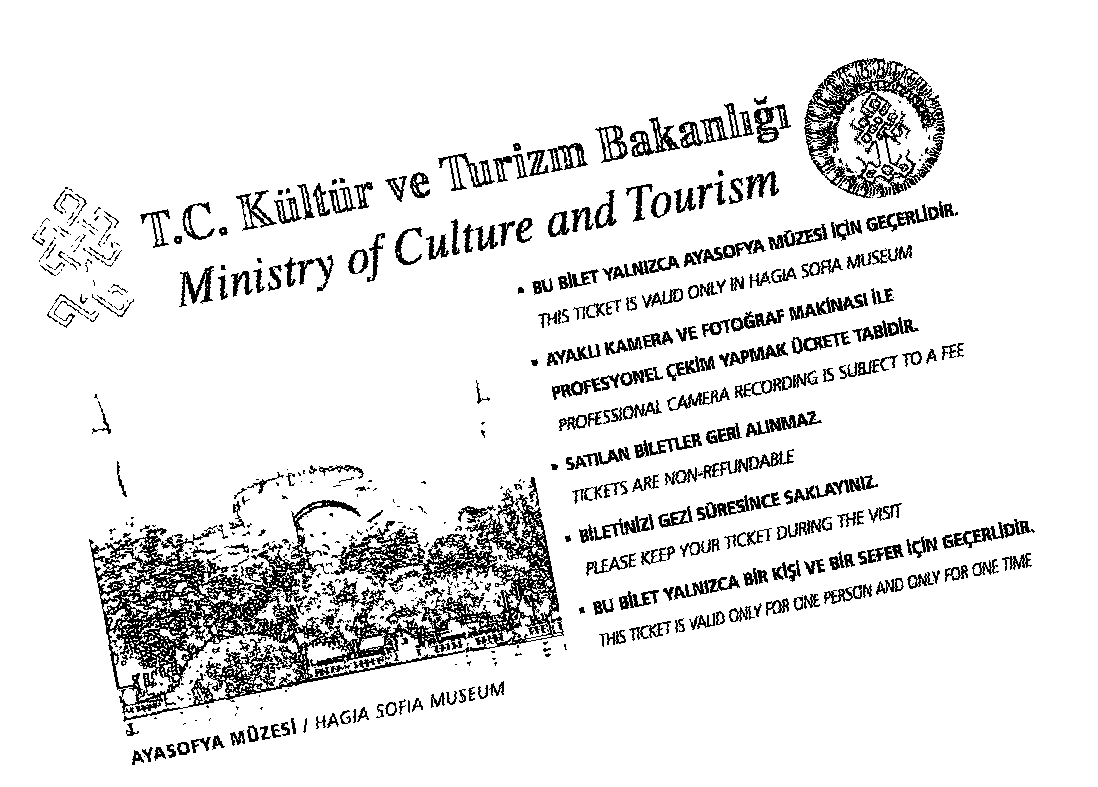 T.C. Kültür ve Turizm Bakanlığı
Ministry of Culture and Tourism
• BU BİLET YALNIZCA AYASOFYA MÜZESİ İÇİN GEÇERLİDİR.
THIS TICKET IS VALID ONLY IN HAGIA SOFIA MUSEUM
• AYAKLI KAMERA VE FOTOĞRAF MAKİNASI İLE
PROFESYONEL ÇEKİM YAPMAK ÜCRETE TABİDİR.
PROFESSIONAL CAMERA RECORDING IS SUBJECT TO A FEE
• SATILAN BİLETLER GERİ ALINMAZ.
TICKETS ARE NON-REFUNDABLE
• BİLETİNİZİ GEZİ SÜRESİNCE SAKLAYINIZ.
PLEASE KEEP YOUR TICKET DURING THE VISIT
• BU BİLET YALNIZCA BİR KİŞİ VE BİR SEFER İÇİN GEÇERLİDİR.
THIS TICKET IS VALID ONLY FOR ONE PERSON AND ONLY FOR ONE TIME
AYASOFYA MÜZESİ / HAGIA SOFIA MUSEUM